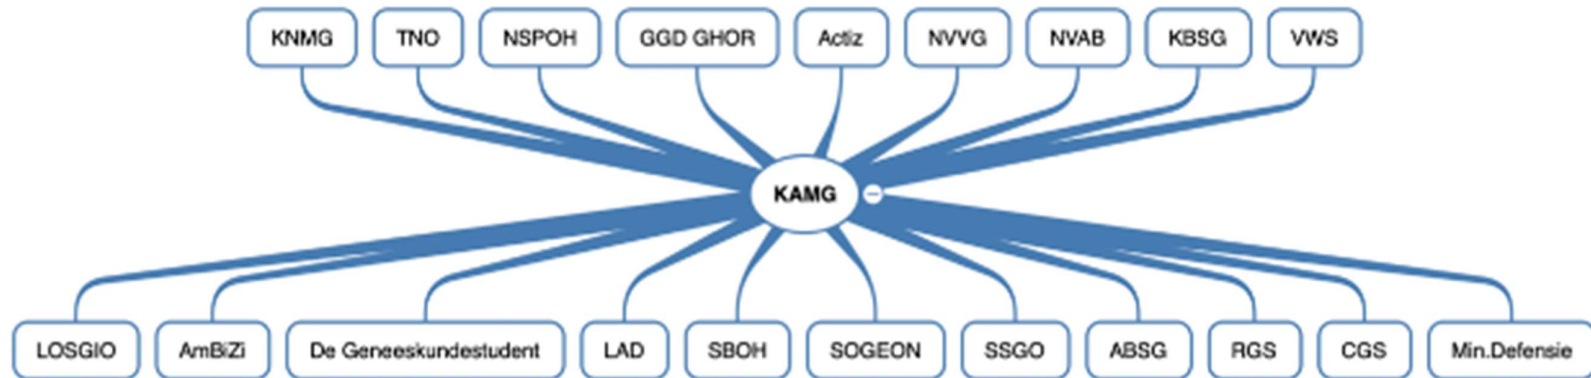 KNMG TNO NSPOH GGD GHOR Actiz NVVG NVAB KBSG VWS
KAMG
LOSGIO AmBiZi De Geneeskundestudent LAD SBOH SOGEON SSGO ABSG RGS CGS Min.Defensie